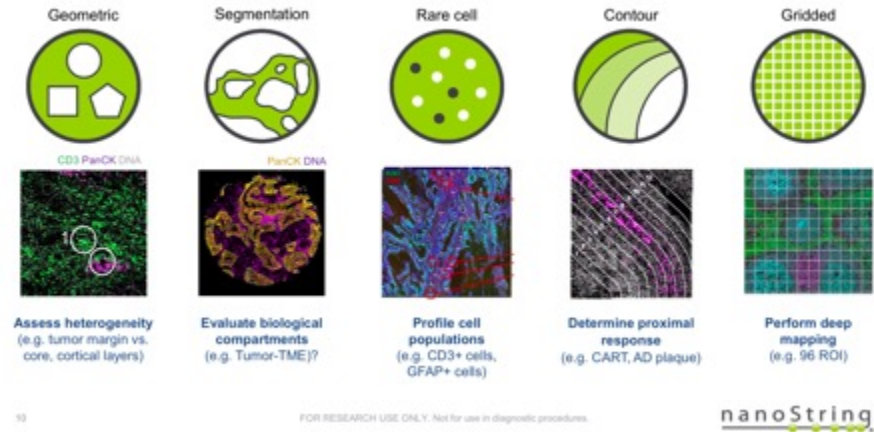 Geometric
Segmentation
Rare cell
Contour
Gridded
CD3 PanCK DNA
PanCK DNA
1
Assess heterogeneity
(e.g. tumor margin vs.
core, cortical layers)
Evaluate biological
compartments
(e.g. Tumor-TME)?
Profile cell
populations
(e.g. CD3+ cells,
GFAP+ cells)
Determine proximal
response
(e.g. CART, AD plaque)
Perform deep
mapping
(e.g. 96 ROI)
10
FOR RESEARCH USE ONLY. Not for use in diagnostic procedures.
nanoString